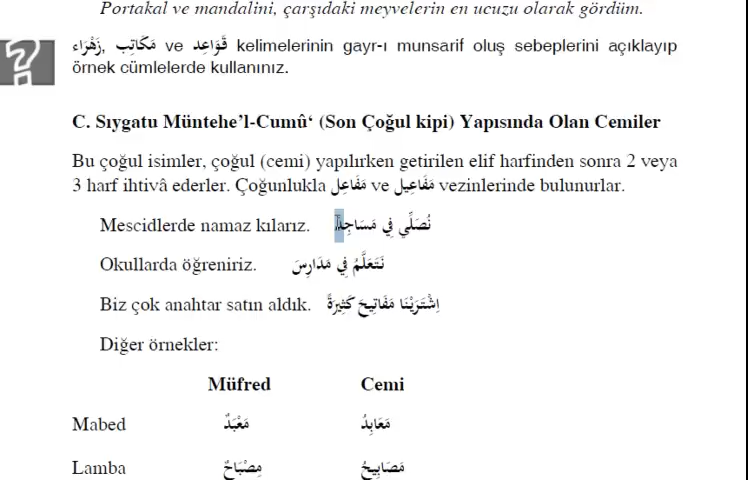 Portakal ve mandalini, çarşıdaki meyvelerin en ucuzu olarak gördüm.
زَهْرَاء, مَكَاتِب ve قَوَاعِد kelimelerinin gayr-ı munsarif oluş sebeplerini açıklayıp
örnek cümlelerde kullanınız.
C. Sıygatu Müntehe’l-Cumû‘ (Son Çoğul kipi) Yapısında Olan Cemiler
Bu çoğul isimler, çoğul (cemi) yapılırken getirilen elif harfinden sonra 2 veya
3 harf ihtivâ ederler. Çoğunlukla مَفَاعِل ve مَفَاعِيل vezinlerinde bulunurlar.
Mescidlerde namaz kılarız. نُصَلِّي فِي مَسَاجِدَ
Okullarda öğreniriz. نَتَعَلَّمُ فِي مَدَارِسَ
Biz çok anahtar satın aldık. اِشْتَرَيْنَا مَفَاتِيحَ كَثِيرَةً
Diğer örnekler:
Müfred Cemi
Mabed مَعْبَدٌ مَعَابِدُ
Lamba مِصْبَاحٌ مَصَابِيحُ